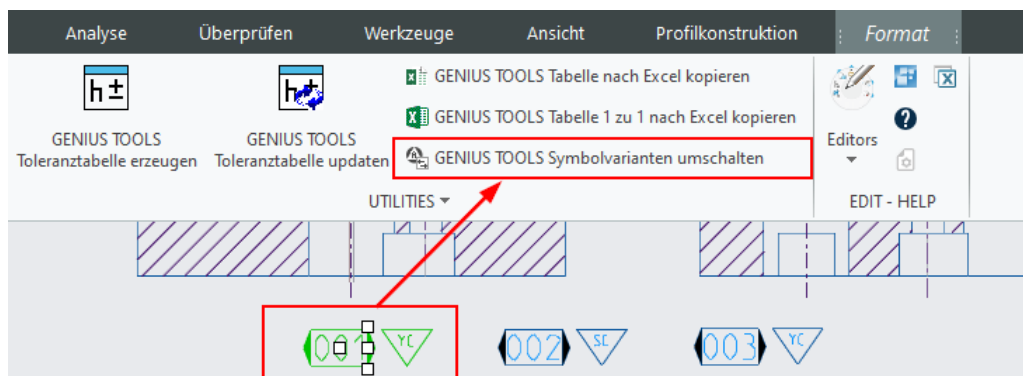 Analyse Überprüfen Werkzeuge Ansicht Profilkonstruktion Format
GENIUS TOOLS Tabelle nach Excel kopieren
GENIUS TOOLS Tabelle 1 zu 1 nach Excel kopieren
GENIUS TOOLS Symbolvarianten umschalten
GENIUS TOOLS
Toleranztabelle erzeugen
GENIUS TOOLS
Toleranztabelle updaten
Editors
UTILITIES
EDIT - HELP
001 YC 002 SC 003 YC